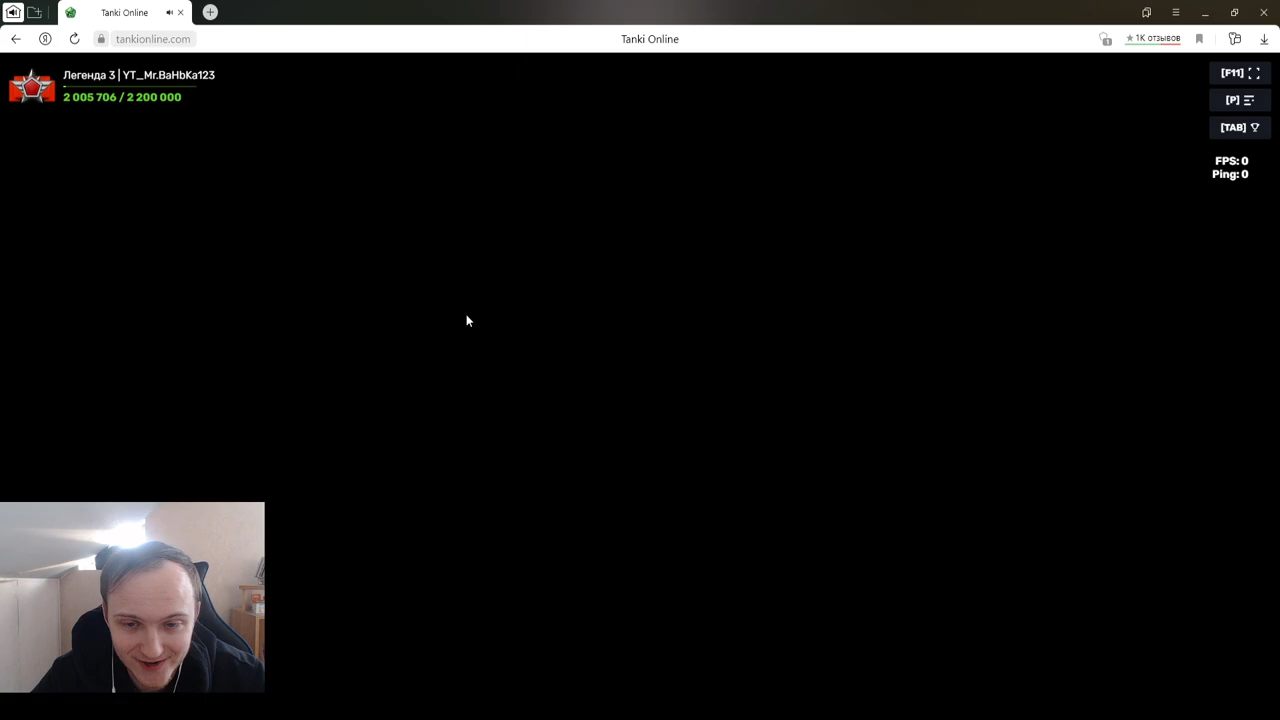 Tanki Online
tankionline.com
Tanki Online
1K отзывов
Легенда 3 | YT_Mr.BaHbKa123
2 005 706 / 2 200 000
[F11]
[P]
[TAB]
FPS: 0
Ping: 0